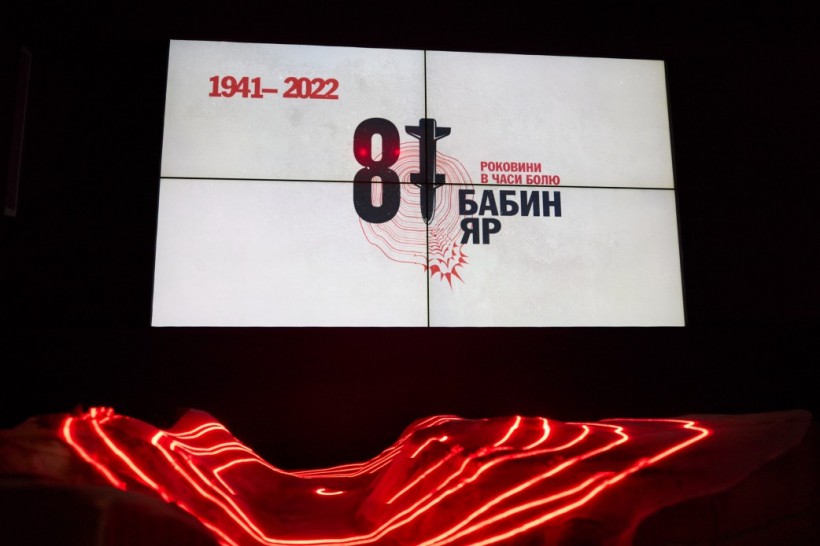 1941– 2022
81
РОКОВИНИ
В ЧАСИ БОЛЮ
БАБИН
ЯР